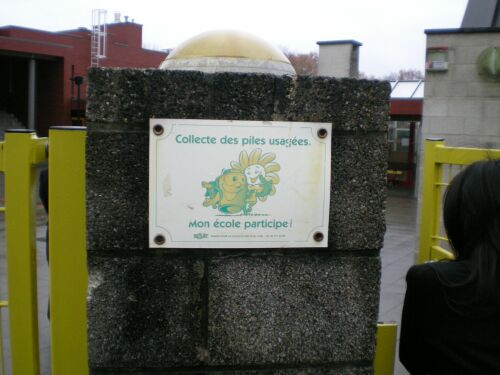 Collecte des piles usagées.
Mon école participe!